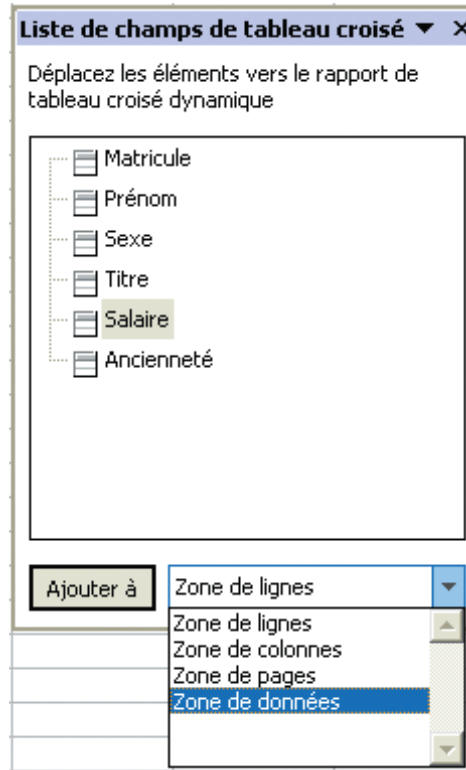 Liste de champs de tableau croisé
Déplacez les éléments vers le rapport de
tableau croisé dynamique
Matricule
Prénom
Sexe
Titre
Salaire
Ancienneté
Ajouter à
Zone de lignes
Zone de lignes
Zone de colonnes
Zone de pages
Zone de données